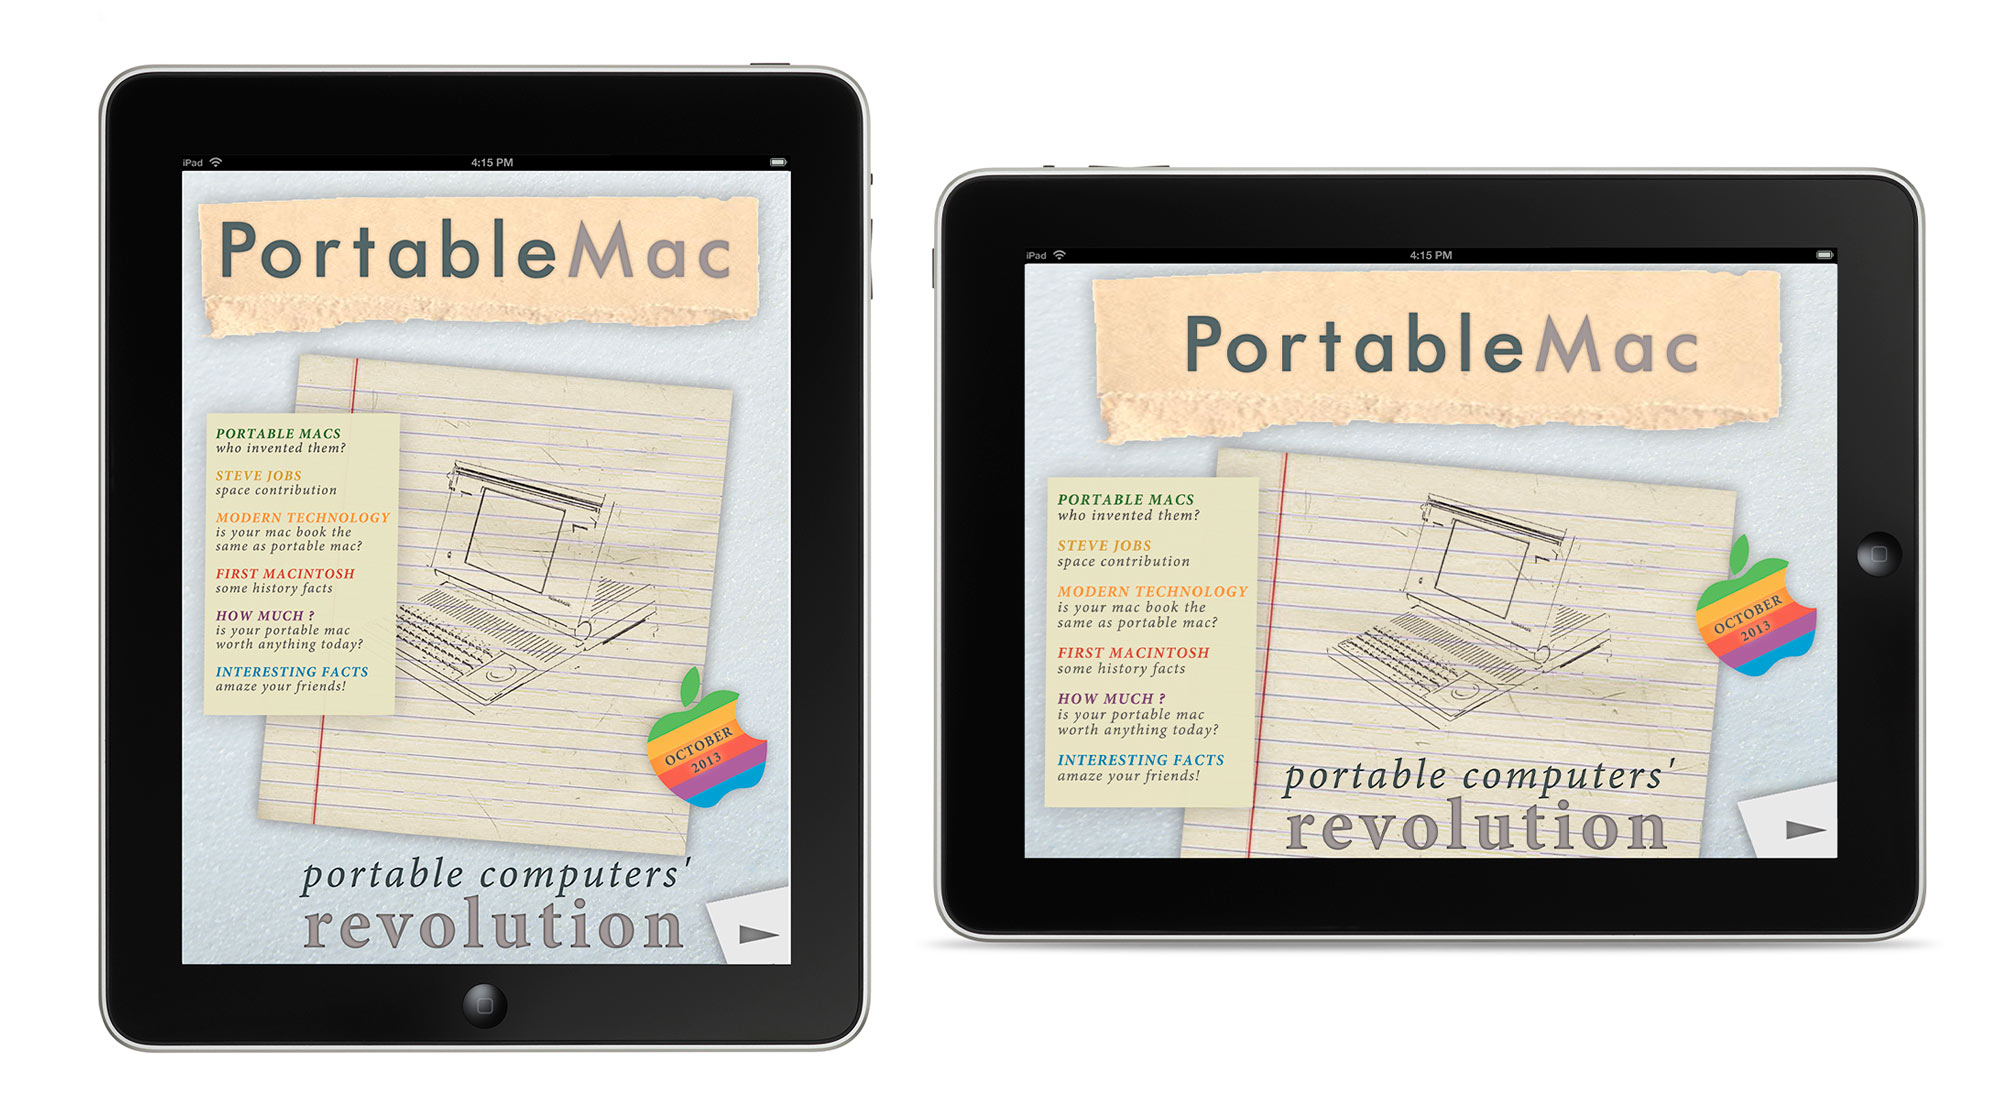 iPad
4:15 PM
PortableMac
PORTABLE MACS
who invented them?
STEVE JOBS
space contribution
MODERN TECHNOLOGY
is your mac book the
same as portable mac?
FIRST MACINTOSH
some history facts
HOW MUCH ?
is your portable mac
worth anything today?
INTERESTING FACTS
amaze your friends!
OCTOBER
2013
portable computers'
revolution
iPad
4:15 PM
PortableMac
PORTABLE MACS
who invented them?
STEVE JOBS
space contribution
MODERN TECHNOLOGY
is your mac book the
same as portable mac?
FIRST MACINTOSH
some history facts
HOW MUCH ?
is your portable mac
worth anything today?
INTERESTING FACTS
amaze your friends!
OCTOBER
2013
portable computers'
revolution